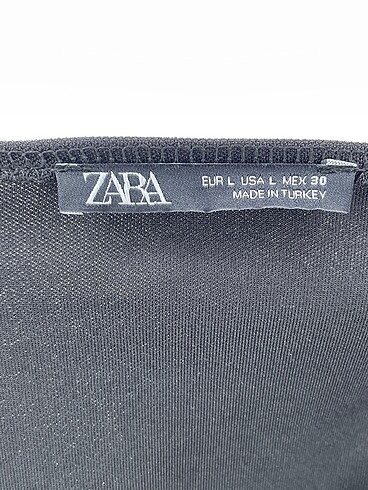 ZARA
EUR L USA L MEX 30
MADE IN TURKEY